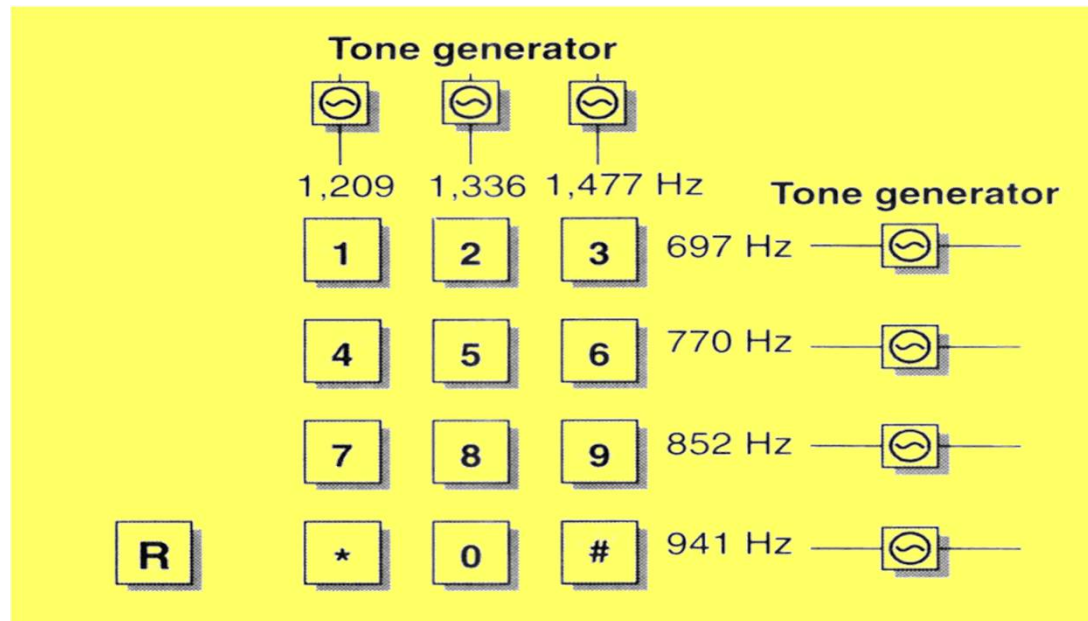 Tone generator
1,209 1,336 1,477 Hz
Tone generator
1 2 3 697 Hz
4 5 6 770 Hz
7 8 9 852 Hz
R * 0 # 941 Hz